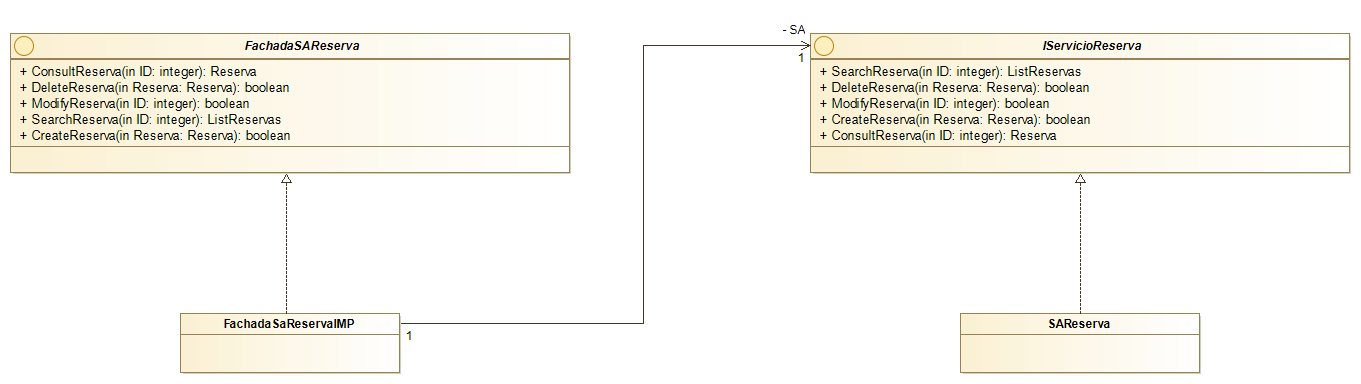 FachadaSAReserva
+ ConsultReserva(in ID: integer): Reserva
+ DeleteReserva(in Reserva: Reserva): boolean
+ ModifyReserva(in ID: integer): boolean
+ SearchReserva(in ID: integer): ListReservas
+ CreateReserva(in Reserva: Reserva): boolean
- SA
1
IServicioReserva
+ SearchReserva(in ID: integer): ListReservas
+ DeleteReserva(in Reserva: Reserva): boolean
+ ModifyReserva(in ID: integer): boolean
+ CreateReserva(in Reserva: Reserva): boolean
+ ConsultReserva(in ID: integer): Reserva
FachadaSaReservaIMP
1
SAReserva